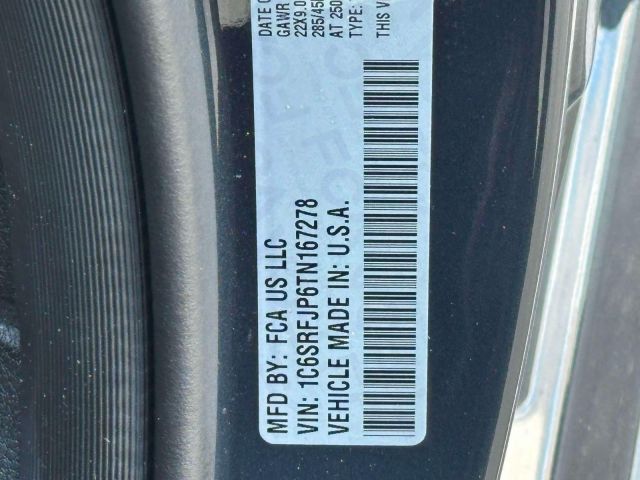 MFD BY: FCA US LLC
VIN: 1C6SRFJP6TN167278
VEHICLE MADE IN: U.S.A.
DATE O
GAWR
22X9.0
285/45
AT 250
TYPE:
THIS V